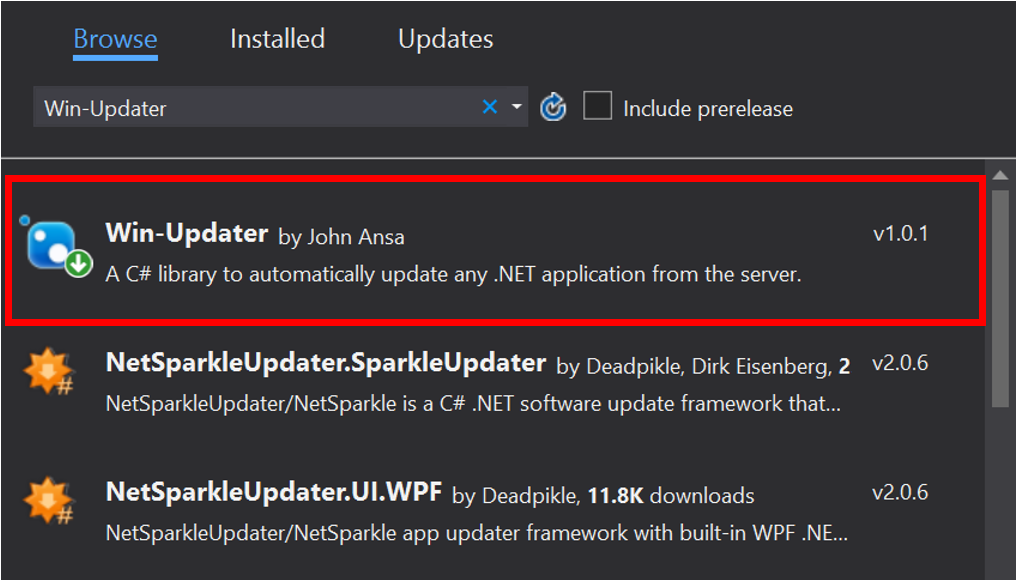 Browse Installed Updates
Win-Updater
Include prerelease
Win-Updater by John Ansa v1.0.1
A C# library to automatically update any .NET application from the server.
NetSparkleUpdater.SparkleUpdater by Deadpikle, Dirk Eisenberg, 2 v2.0.6
NetSparkleUpdater/NetSparkle is a C# .NET software update framework that...
NetSparkleUpdater.UI.WPF by Deadpikle, 11.8K downloads v2.0.6
NetSparkleUpdater/NetSparkle app updater framework with built-in WPF .NE...